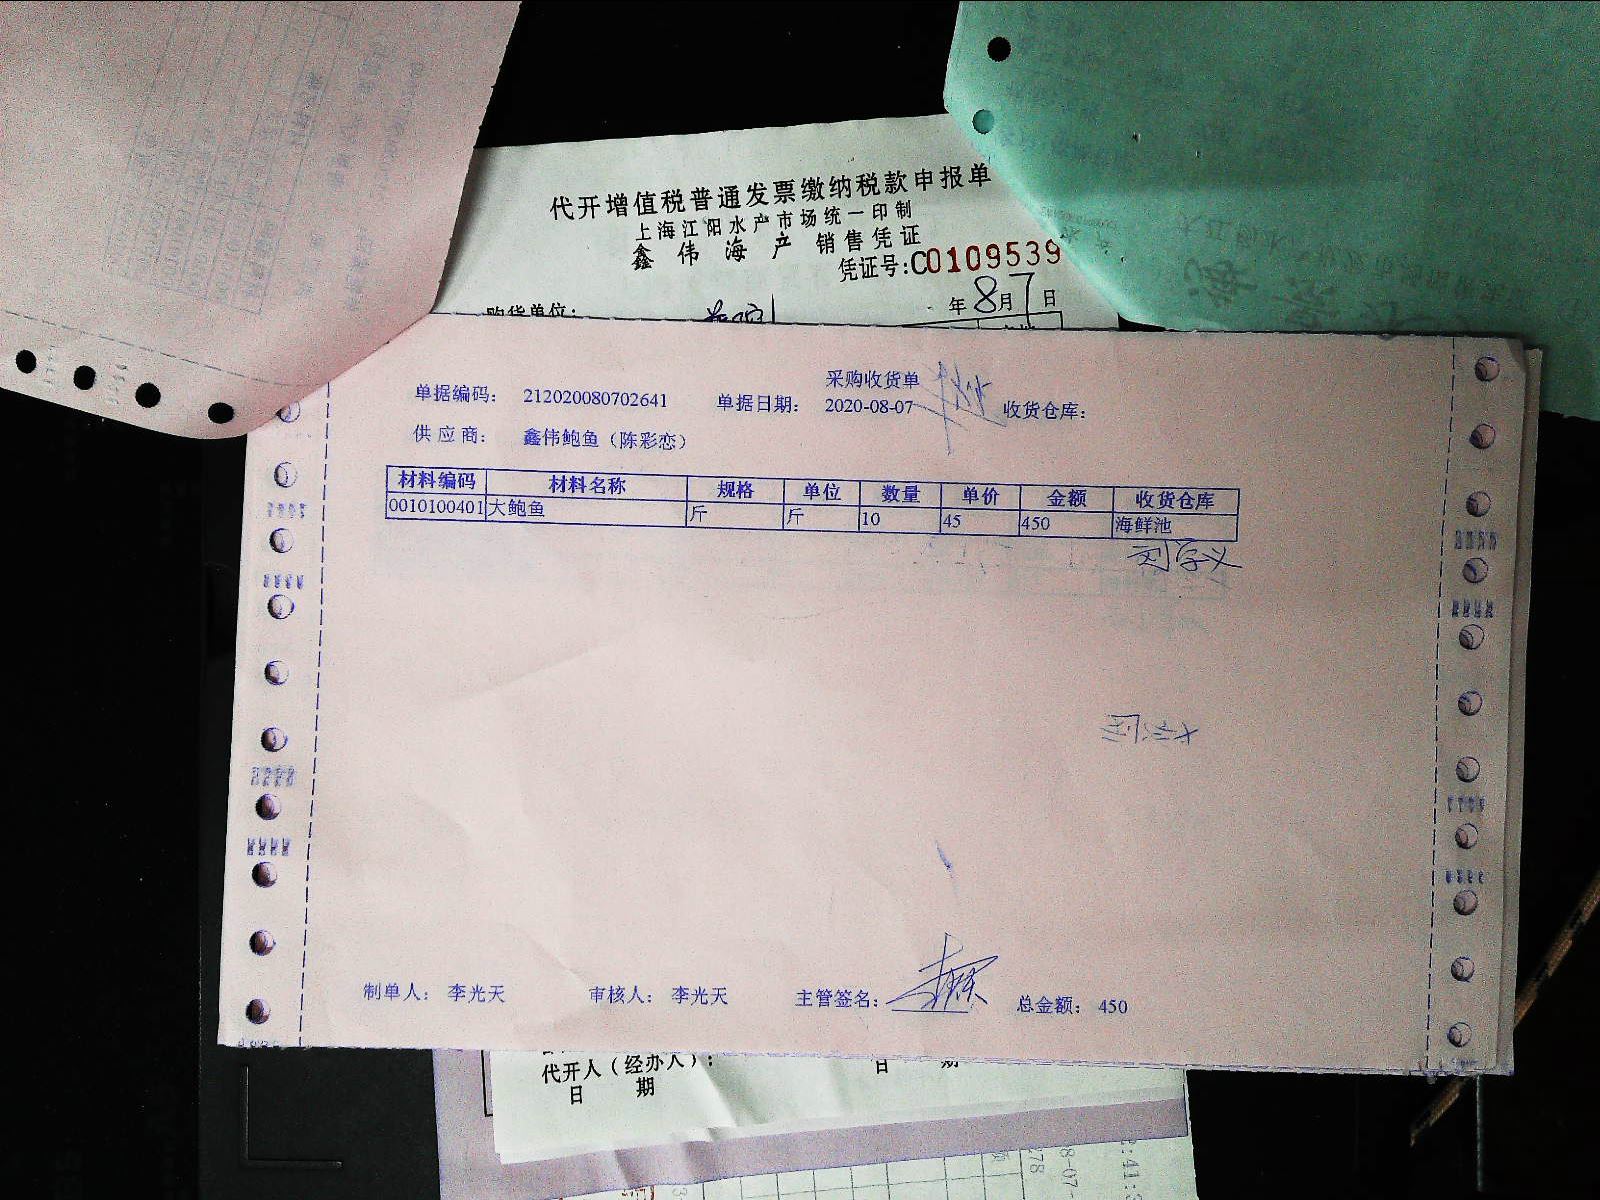 代开增值税普通发票缴纳税款申报单
上海江阳水产市场统一印制
鑫伟海产 销售凭证
凭证号:C0109539
购货单位: 年8月7日
采购收货单
单据编码: 212020080702641 单据日期: 2020-08-07 收货仓库:
供应商: 鑫伟鲍鱼（陈彩恋）
材料编码 材料名称 规格 单位 数量 单价 金额 收货仓库
0010100401 大鲍鱼 斤 斤 10 45 450 海鲜池
刘学义
制单人: 李光天 审核人: 李光天 主管签名: 总金额: 450
代开人（经办人）:
日 期 日 期